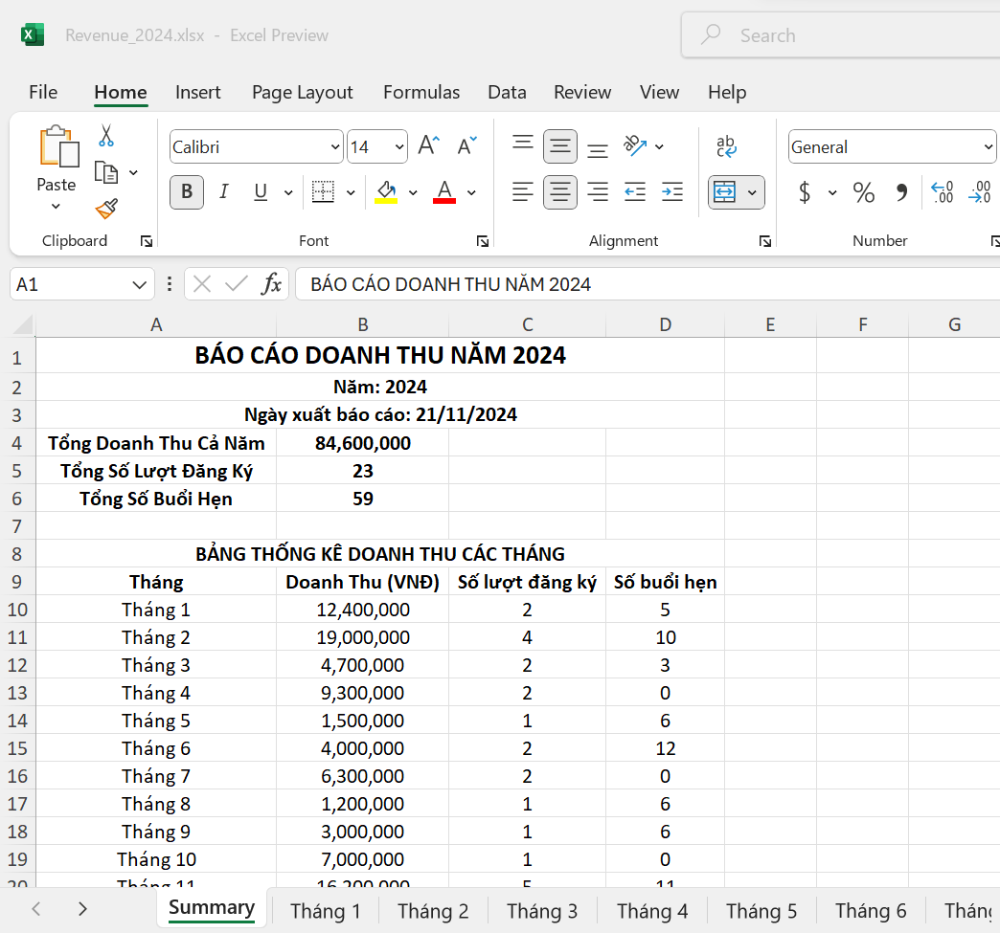 Revenue_2024.xlsx - Excel Preview
Search
File Home Insert Page Layout Formulas Data Review View Help
Paste
Calibri 14
B I U A
General
$ % 9
Clipboard Font Alignment Number
A1 fx BÁO CÁO DOANH THU NĂM 2024
A B C D E F G
1 BÁO CÁO DOANH THU NĂM 2024
2 Năm: 2024
3 Ngày xuất báo cáo: 21/11/2024
4 Tổng Doanh Thu Cả Năm 84,600,000
5 Tổng Số Lượt Đăng Ký 23
6 Tổng Số Buổi Hẹn 59
7
8 BẢNG THỐNG KÊ DOANH THU CÁC THÁNG
9 Tháng Doanh Thu (VNĐ) Số lượt đăng ký Số buổi hẹn
10 Tháng 1 12,400,000 2 5
11 Tháng 2 19,000,000 4 10
12 Tháng 3 4,700,000 2 3
13 Tháng 4 9,300,000 2 0
14 Tháng 5 1,500,000 1 6
15 Tháng 6 4,000,000 2 12
16 Tháng 7 6,300,000 2 0
17 Tháng 8 1,200,000 1 6
18 Tháng 9 3,000,000 1 6
19 Tháng 10 7,000,000 1 0
20 Tháng 11 16,200,000 5 11
Summary Tháng 1 Tháng 2 Tháng 3 Tháng 4 Tháng 5 Tháng 6